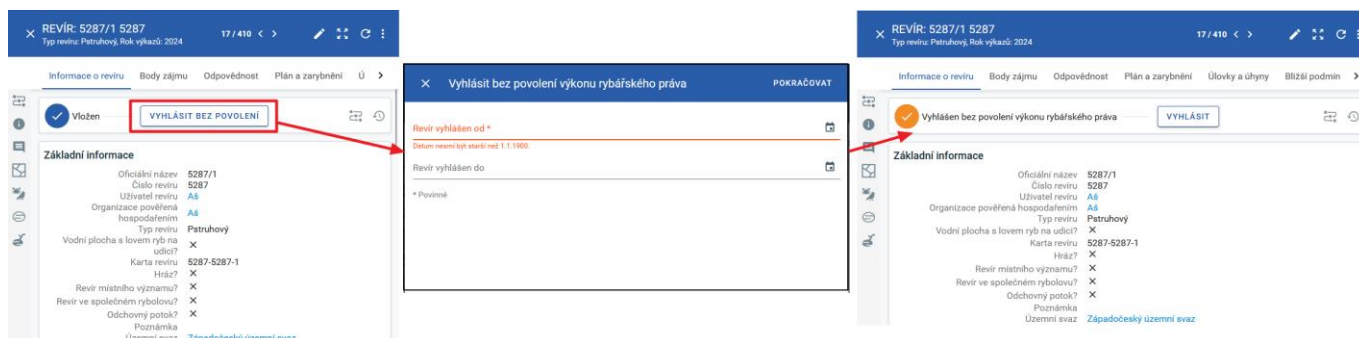 REVÍR: 5287/1 5287
Typ revíru: Pstruhový, Rok výkazů: 2024
17 / 410
Informace o revíru Body zájmu Odpovědnost Plán a zarybnění Ú
Vložen
VYHLÁSIT BEZ POVOLENÍ
Základní informace
Oficiální název 5287/1
Číslo revíru 5287
Uživatel revíru Aš
Organizace pověřená hospodařením Aš
Typ revíru Pstruhový
Vodní plocha s lovem ryb na udici?
Karta revíru 5287-5287-1
Hráz?
Revír místního významu?
Revír ve společném rybolovu?
Odchovný potok?
Poznámka
Územní svaz Západočeský územní svaz
Vyhlásit bez povolení výkonu rybářského práva
POKRAČOVAT
Revír vyhlášen od *
Datum nesmí být starší než 1.1.1900.
Revír vyhlášen do
* Povinné
REVÍR: 5287/1 5287
Typ revíru: Pstruhový, Rok výkazů: 2024
17 / 410
Informace o revíru Body zájmu Odpovědnost Plán a zarybnění Úlovky a úhyny Bližší podmín
Vyhlášen bez povolení výkonu rybářského práva
VYHLÁSIT
Základní informace
Oficiální název 5287/1
Číslo revíru 5287
Uživatel revíru Aš
Organizace pověřená hospodařením Aš
Typ revíru Pstruhový
Vodní plocha s lovem ryb na udici?
Karta revíru 5287-5287-1
Hráz?
Revír místního významu?
Revír ve společném rybolovu?
Odchovný potok?
Poznámka
Územní svaz Západočeský územní svaz